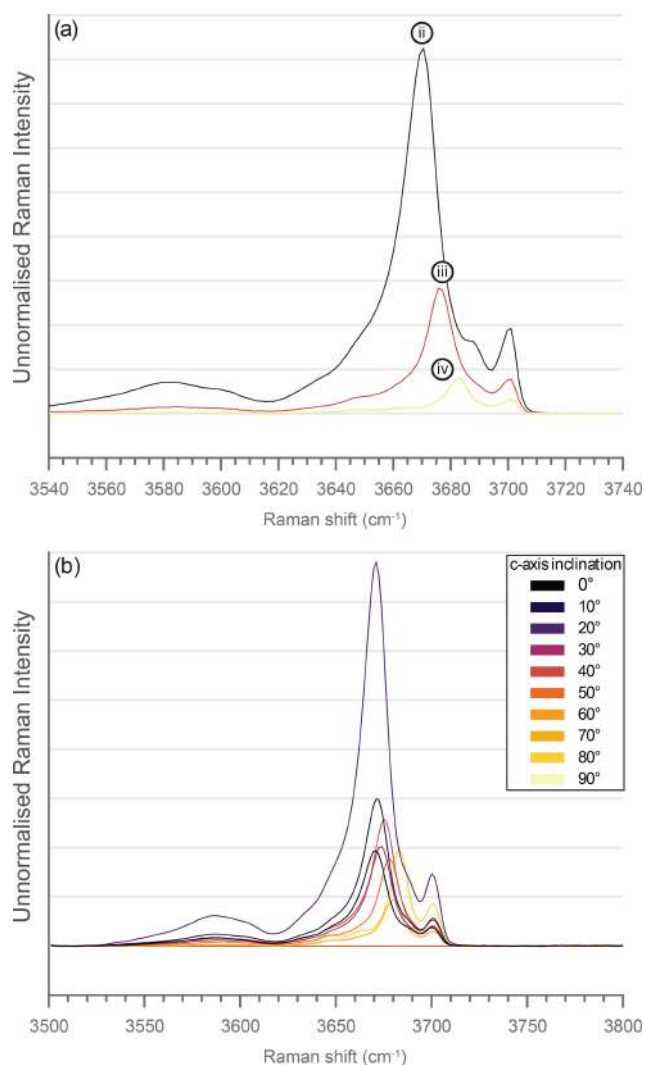 (a)
ii
iii
iv
Unnormalised Raman Intensity
3540 3560 3580 3600 3620 3640 3660 3680 3700 3720 3740
Raman shift (cm⁻¹)
(b)
c-axis inclination
0°
10°
20°
30°
40°
50°
60°
70°
80°
90°
Unnormalised Raman Intensity
3500 3550 3600 3650 3700 3750 3800
Raman shift (cm⁻¹)